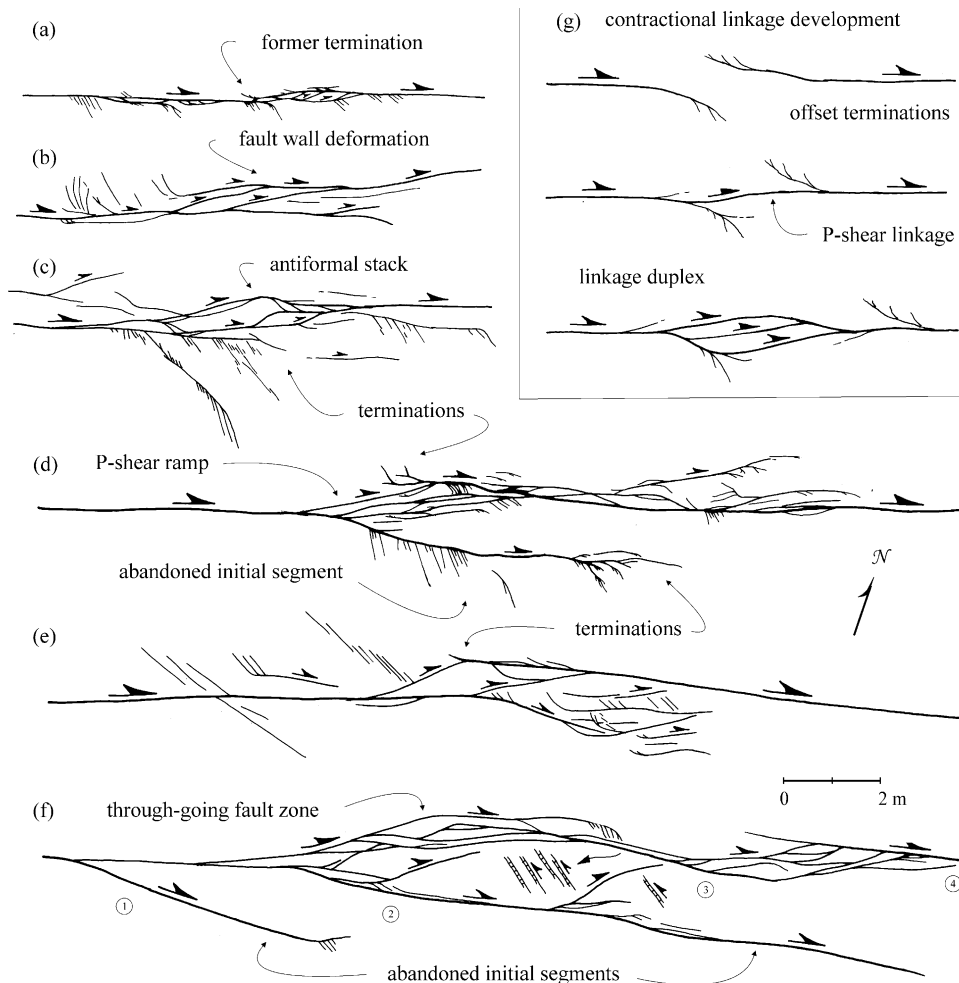 (a)
former termination
fault wall deformation
(b)
(c)
antiformal stack
terminations
(g) contractional linkage development
offset terminations
P-shear linkage
linkage duplex
(d) P-shear ramp
abandoned initial segment
N
(e)
terminations
0 2 m
(f) through-going fault zone
1
2
3
4
abandoned initial segments